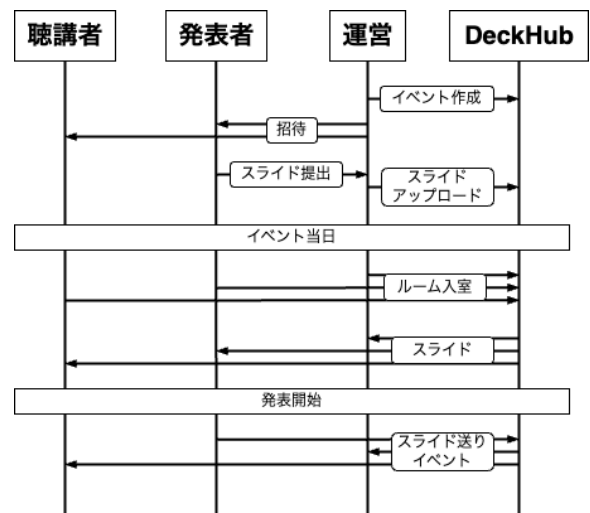 聴講者
発表者
運営
DeckHub
イベント作成
招待
スライド提出
スライド
アップロード
イベント当日
ルーム入室
スライド
発表開始
スライド送り
イベント